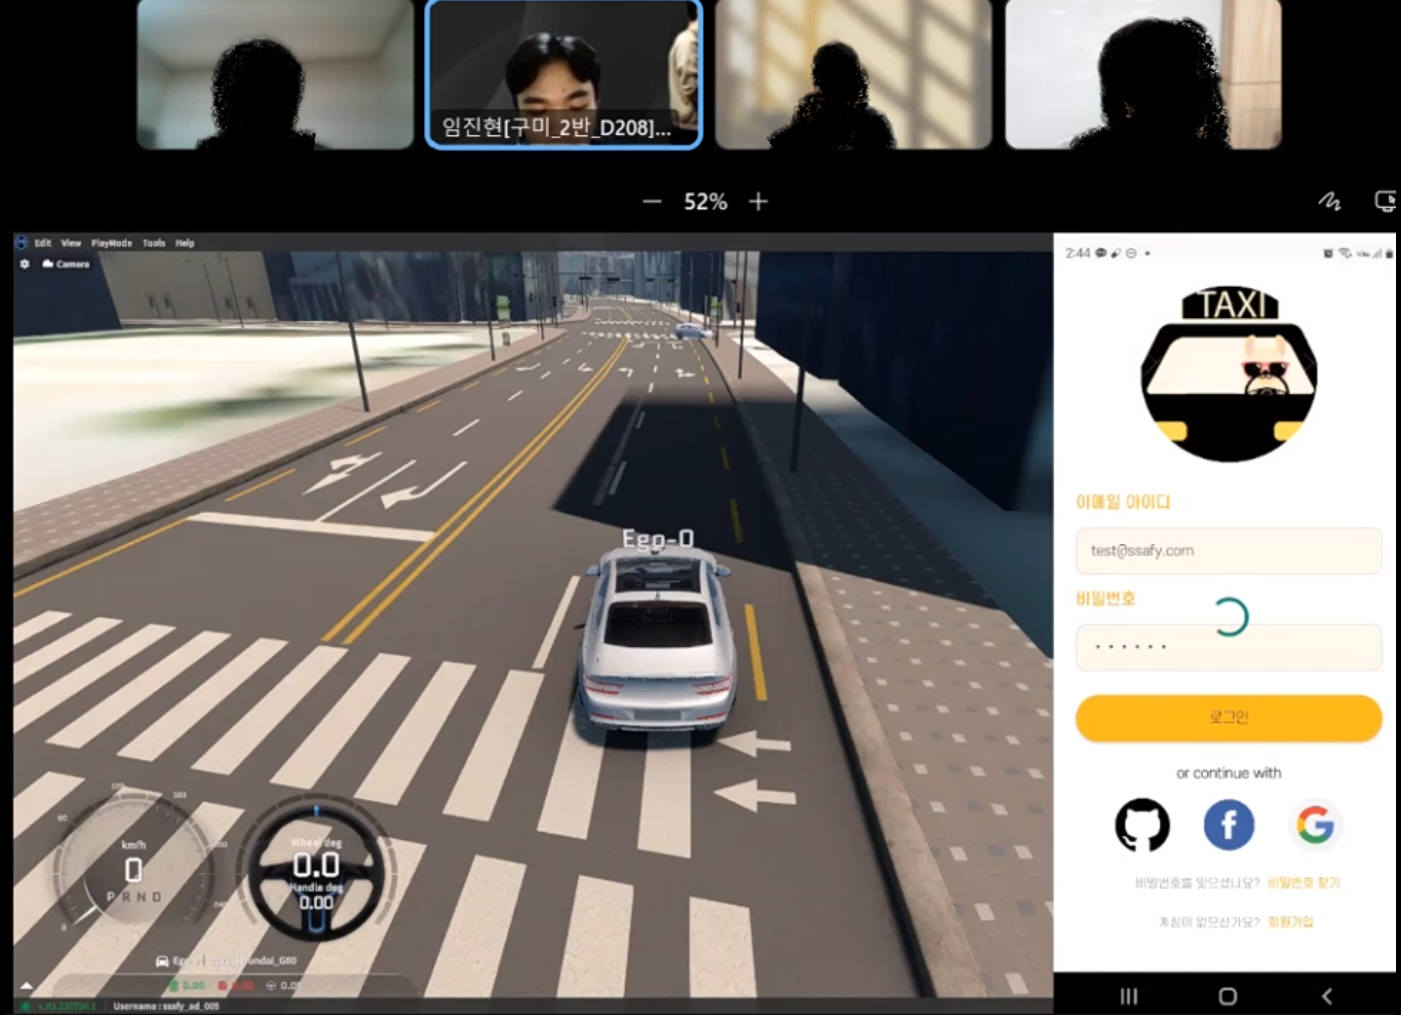 임진현[구미_2반_D208]...
52%
Edit View PlayMode Tools Help
Camera
2:44
TAXI
이메일 아이디
test@ssafy.com
비밀번호
Ego-0
로그인
or continue with
km/h
0
P R N D
Wheel deg
0.0
Handle deg
0.00
비밀번호를 잊으셨나요? 비밀번호 찾기
계정이 없으신가요? 회원가입
0.00
Username : ssafy_ad_005